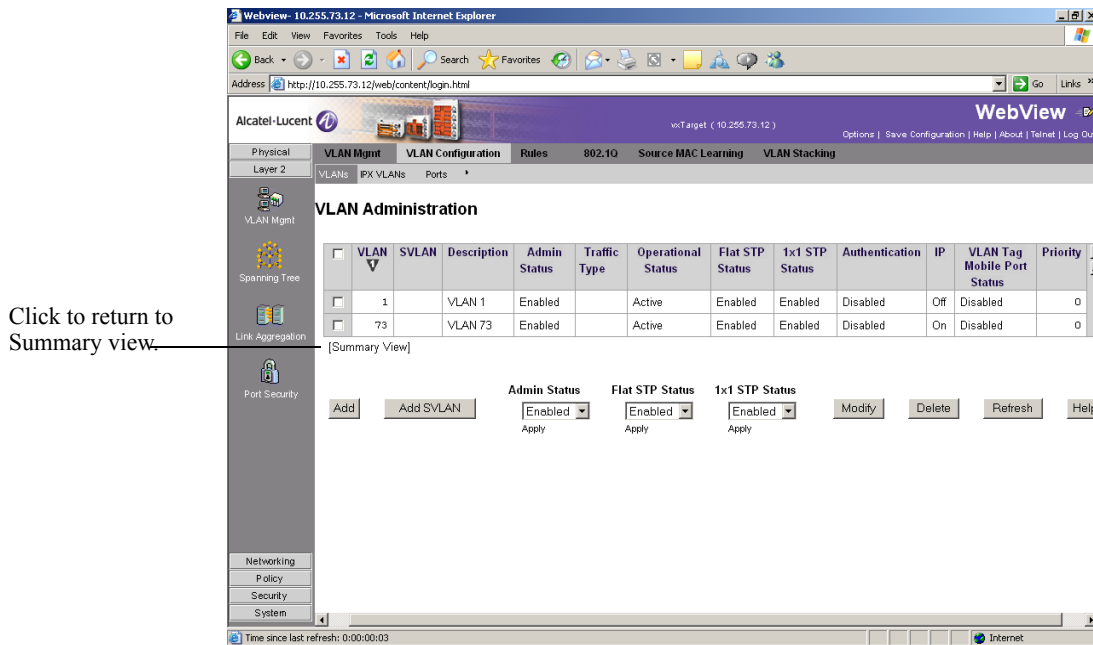 Webview- 10.255.73.12 - Microsoft Internet Explorer
File Edit View Favorites Tools Help
Back Search Favorites
Address http://10.255.73.12/web/content/login.html Go Links »
Alcatel·Lucent vxTarget ( 10.255.73.12 ) WebView
Options | Save Configuration | Help | About | Telnet | Log Ou
Physical VLAN Mgmt VLAN Configuration Rules 802.1Q Source MAC Learning VLAN Stacking
Layer 2 VLANs IPX VLANs Ports
VLAN Mgmt
Spanning Tree
Link Aggregation
Port Security
VLAN Administration
VLAN SVLAN Description Admin Status Traffic Type Operational Status Flat STP Status 1x1 STP Status Authentication IP VLAN Tag Mobile Port Status Priority
1 VLAN 1 Enabled Active Enabled Enabled Disabled Off Disabled 0
73 VLAN 73 Enabled Active Enabled Enabled Disabled On Disabled 0
Click to return to
Summary view.
[Summary View]
Admin Status Flat STP Status 1x1 STP Status
Add Add SVLAN Enabled Enabled Enabled Modify Delete Refresh Help
Apply Apply Apply
Networking
Policy
Security
System
Time since last refresh: 0:00:00:03 Internet